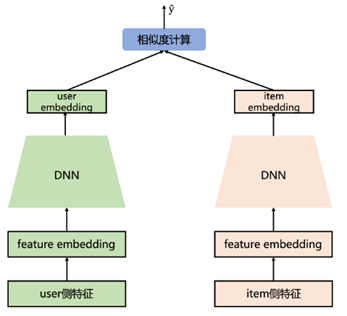 ŷ
相似度计算
user
embedding
item
embedding
DNN
DNN
feature embedding
feature embedding
user侧特征
item侧特征